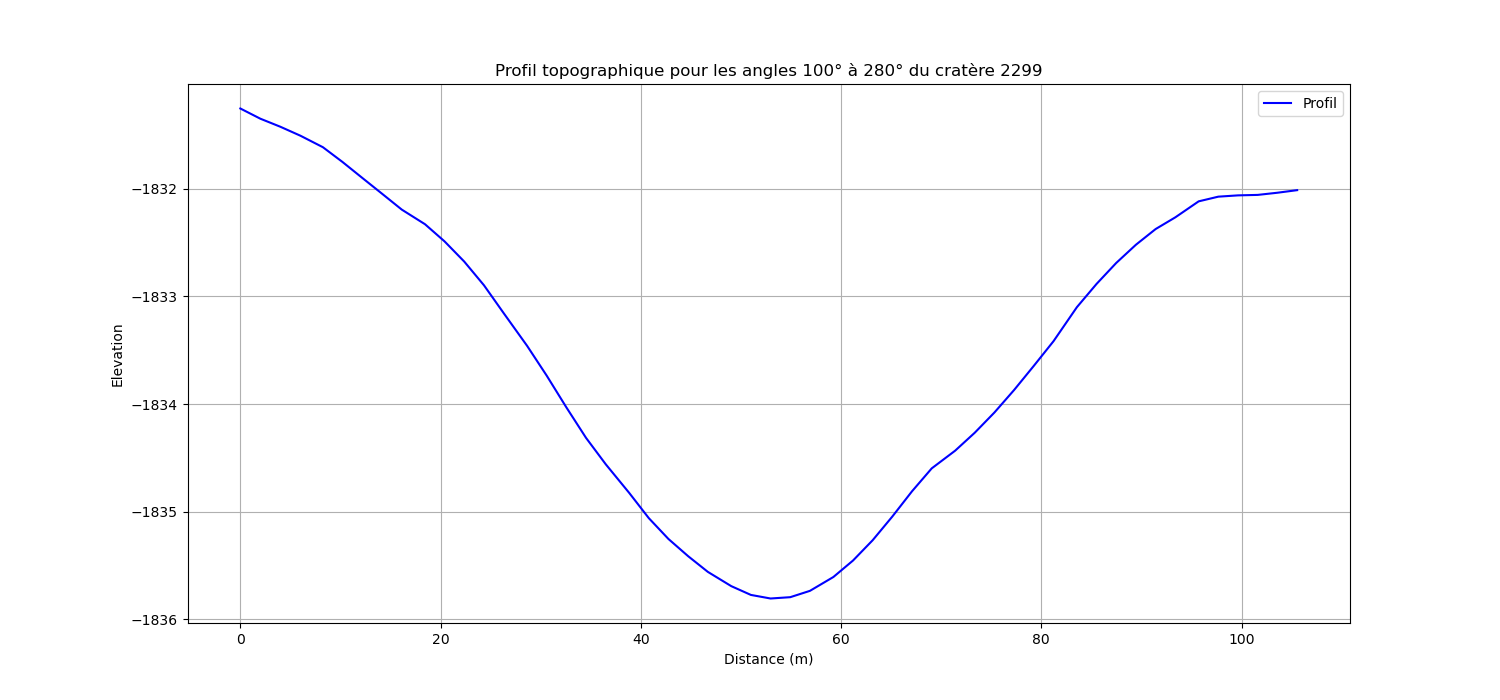 Profil topographique pour les angles 100° à 280° du cratère 2299
Profil
−1832
−1833
−1834
−1835
−1836
Elevation
0 20 40 60 80 100
Distance (m)